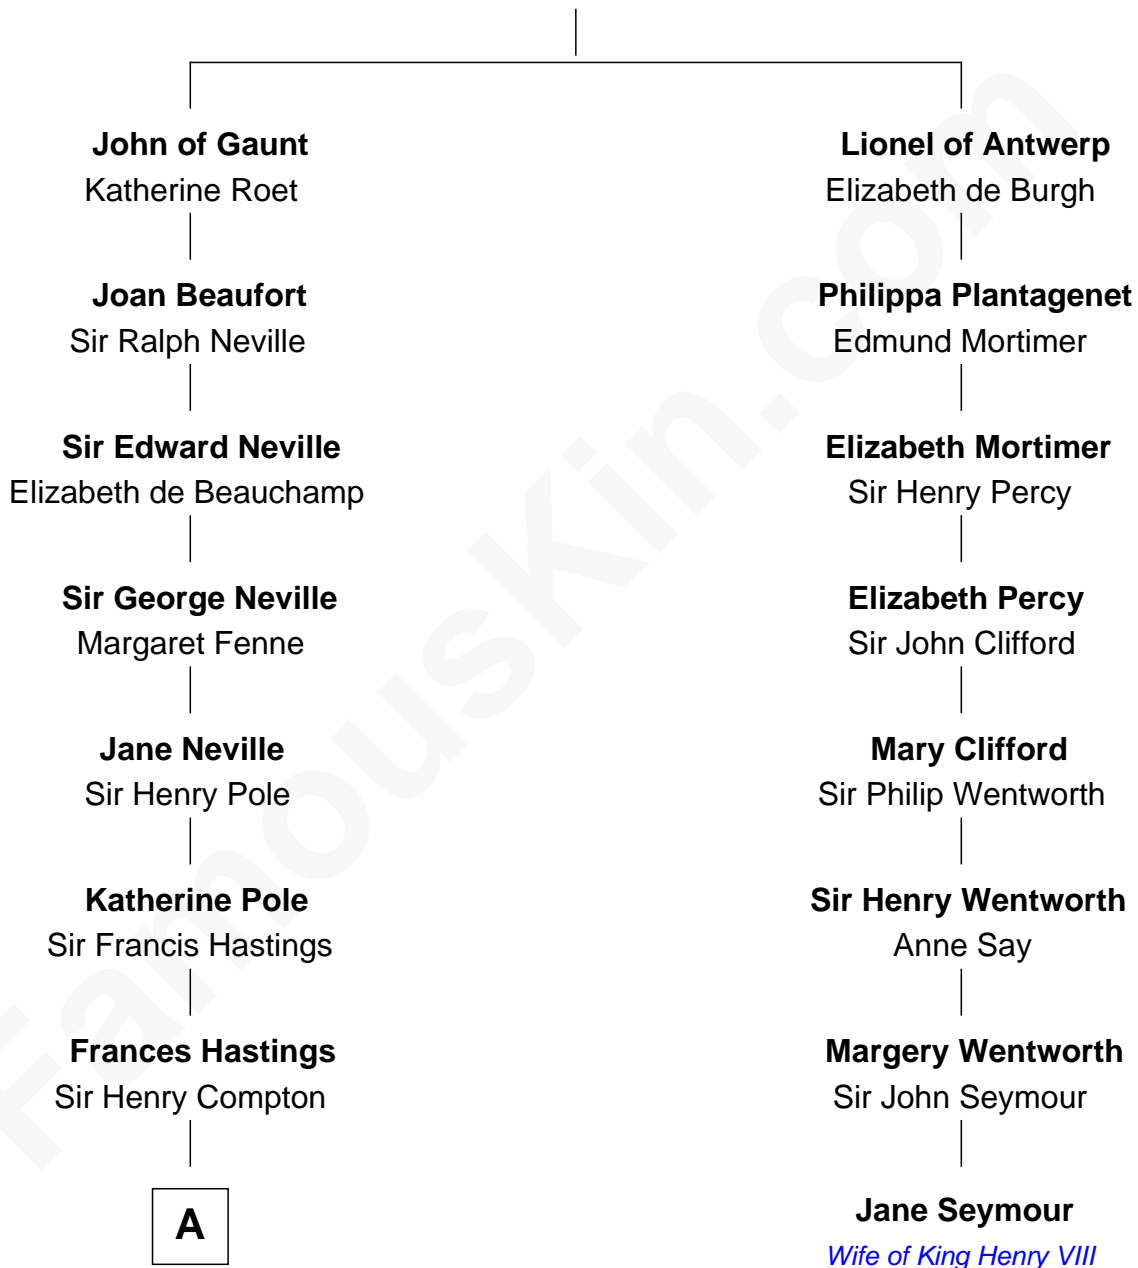 John of Gaunt
Katherine Roet
Lionel of Antwerp
Elizabeth de Burgh
Joan Beaufort
Sir Ralph Neville
Philippa Plantagenet
Edmund Mortimer
Sir Edward Neville
Elizabeth de Beauchamp
Elizabeth Mortimer
Sir Henry Percy
Sir George Neville
Margaret Fenne
Elizabeth Percy
Sir John Clifford
Jane Neville
Sir Henry Pole
Mary Clifford
Sir Philip Wentworth
Katherine Pole
Sir Francis Hastings
Sir Henry Wentworth
Anne Say
Frances Hastings
Sir Henry Compton
Margery Wentworth
Sir John Seymour
A
Jane Seymour
Wife of King Henry VIII
FamousKin.com